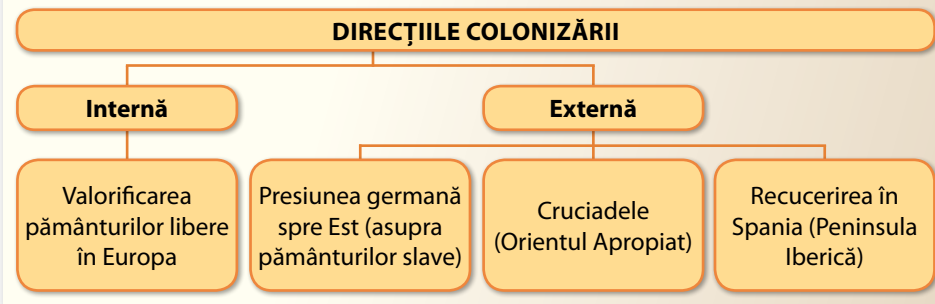 DIRECȚIILE COLONIZĂRII
Internă
Externă
Valorificarea
pământurilor libere
în Europa
Presiunea germană
spre Est (asupra
pământurilor slave)
Cruciadele
(Orientul Apropiat)
Recucerirea în
Spania (Peninsula
Iberică)